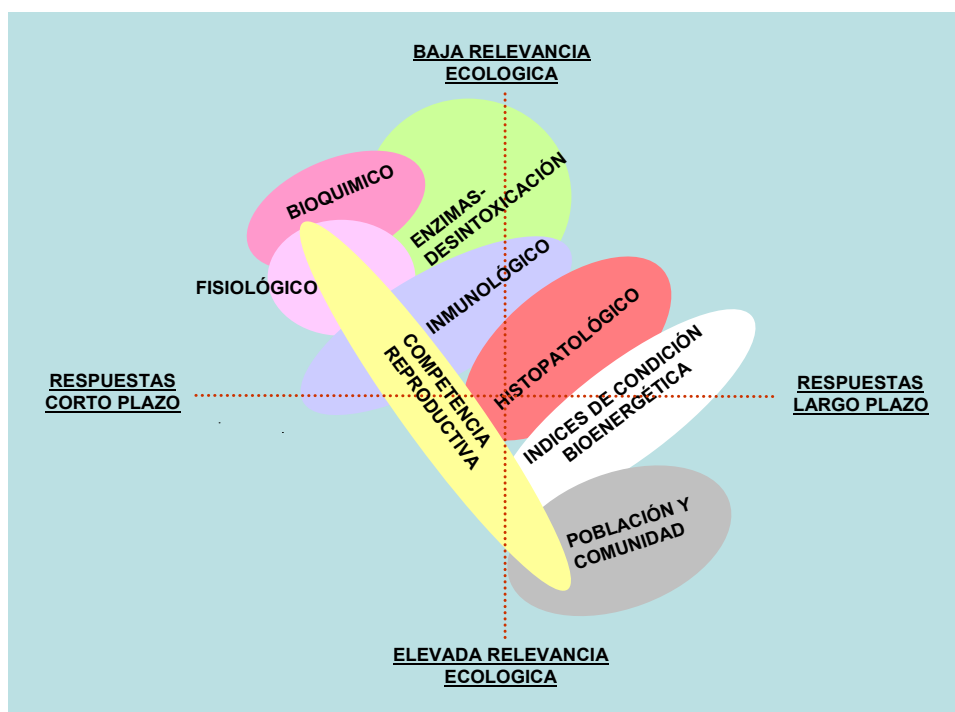 BAJA RELEVANCIA
ECOLOGICA
BIOQUIMICO
ENZIMAS-
DESINTOXICACIÓN
FISIOLÓGICO
INMUNOLÓGICO
HISTOPATOLÓGICO
COMPETENCIA
REPRODUCTIVA
INDICES DE CONDICIÓN
BIOENERGÉTICA
RESPUESTAS
CORTO PLAZO
RESPUESTAS
LARGO PLAZO
POBLACIÓN Y
COMUNIDAD
ELEVADA RELEVANCIA
ECOLOGICA